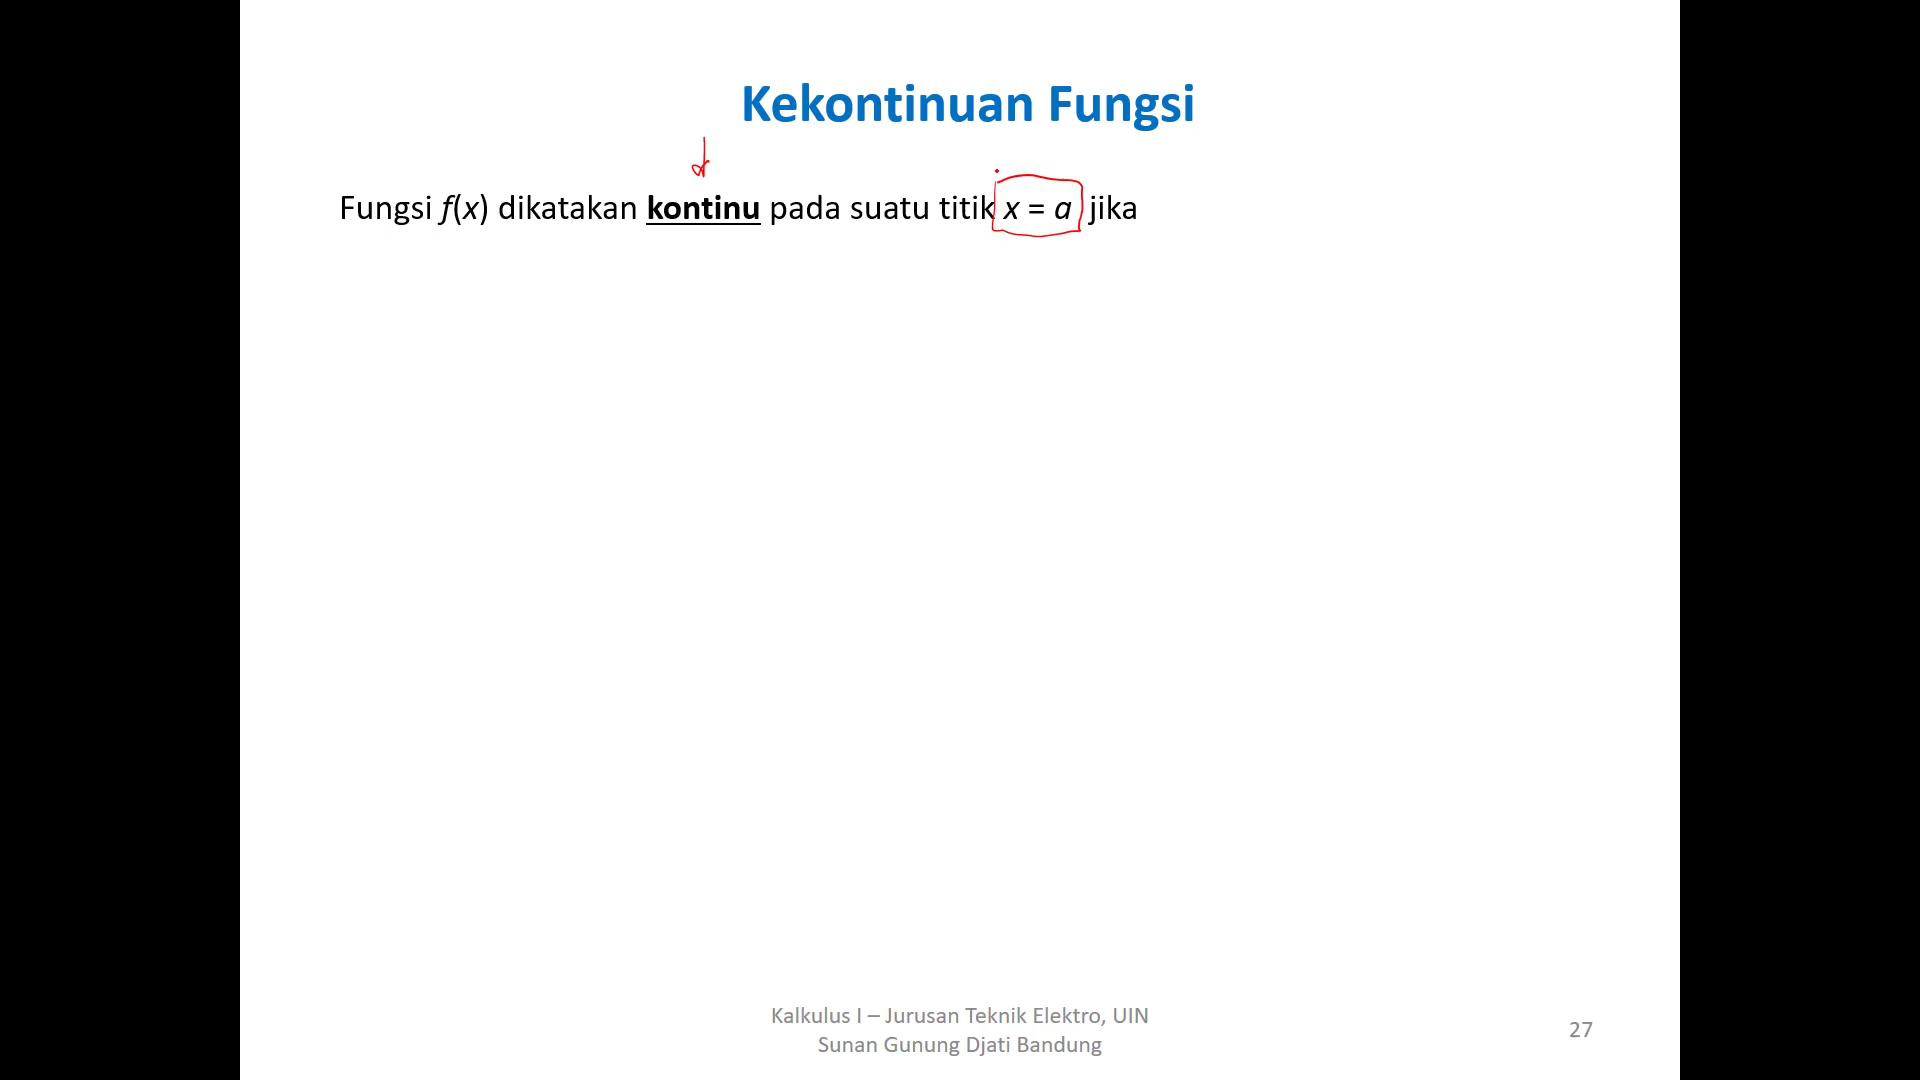 Kekontinuan Fungsi
Fungsi f(x) dikatakan kontinu pada suatu titik x = a jika
Kalkulus I – Jurusan Teknik Elektro, UIN
Sunan Gunung Djati Bandung
27